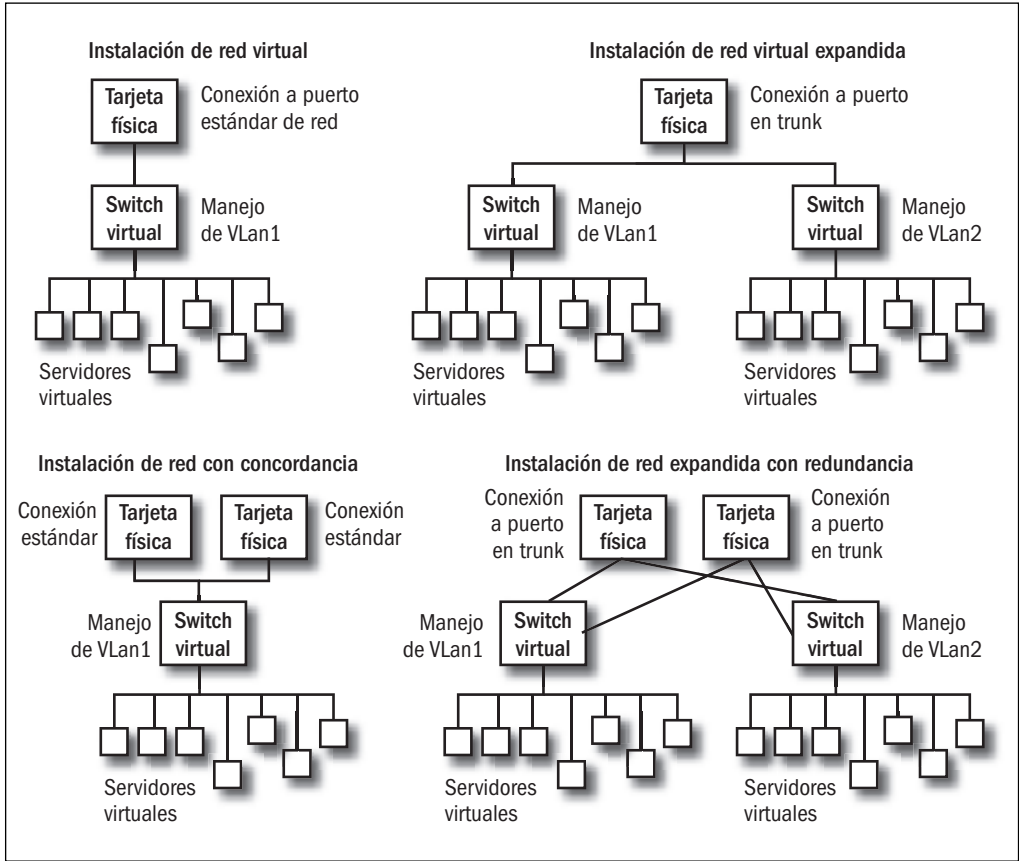 Instalación de red virtual
Tarjeta
física
Conexión a puerto
estándar de red
Switch
virtual
Manejo
de VLan1
Servidores
virtuales
Instalación de red virtual expandida
Tarjeta
física
Conexión a puerto
en trunk
Switch
virtual
Manejo
de VLan1
Switch
virtual
Manejo
de VLan2
Servidores
virtuales
Servidores
virtuales
Instalación de red con concordancia
Conexión
estándar
Tarjeta
física
Tarjeta
física
Conexión
estándar
Manejo
de VLan1
Switch
virtual
Servidores
virtuales
Instalación de red expandida con redundancia
Conexión
a puerto
en trunk
Tarjeta
física
Tarjeta
física
Conexión
a puerto
en trunk
Manejo
de VLan1
Switch
virtual
Switch
virtual
Manejo
de VLan2
Servidores
virtuales
Servidores
virtuales